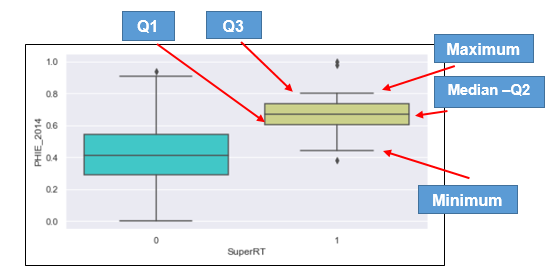 Q1
Q3
Maximum
Median –Q2
Minimum
PHIE_2014
1.0
0.8
0.6
0.4
0.2
0.0
0
1
SuperRT